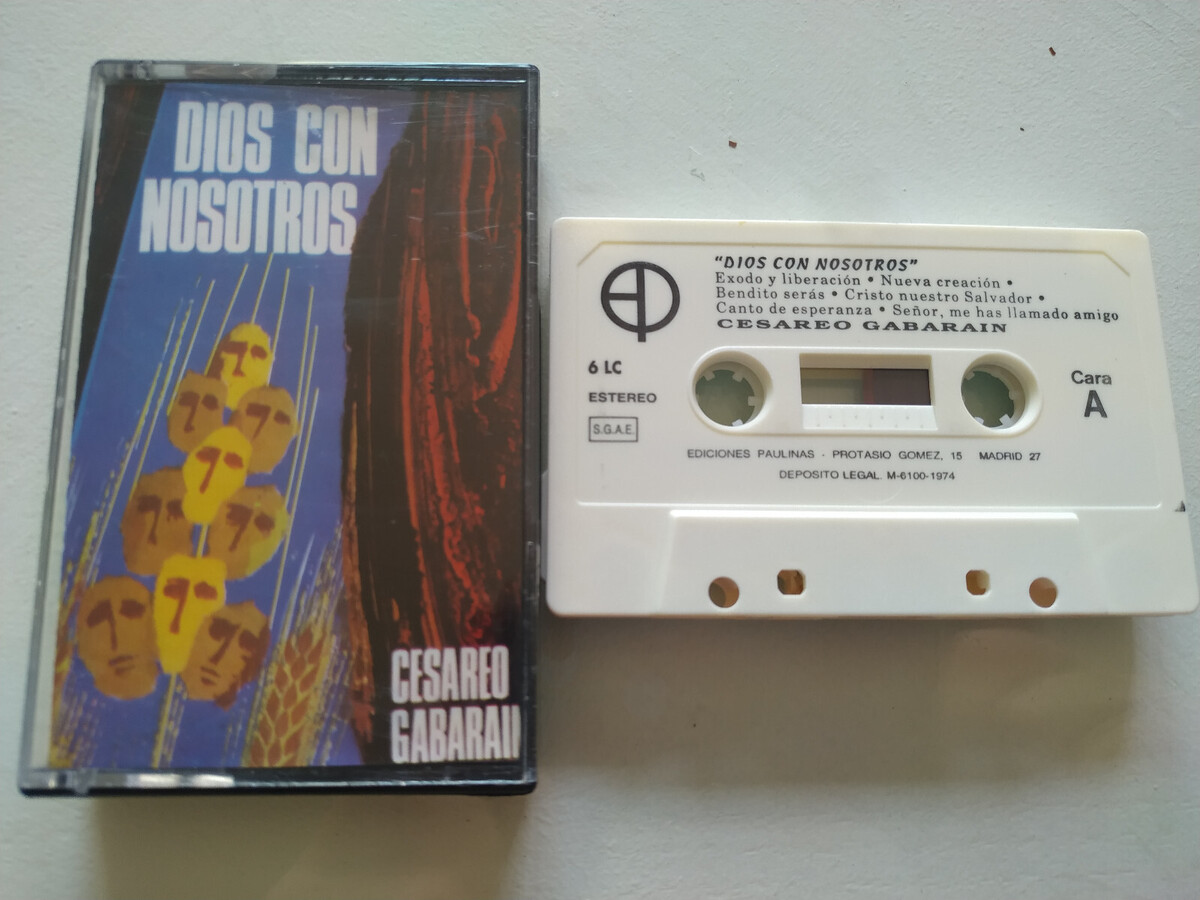 DIOS CON
NOSOTROS
CESAREO
GABARAIN
"DIOS CON NOSOTROS"
Exodo y liberación • Nueva creación •
Bendito serás • Cristo nuestro Salvador •
Canto de esperanza • Señor, me has llamado amigo
CESAREO GABARAIN
EP
6 LC
ESTEREO
S.G.A.E.
Cara
A
EDICIONES PAULINAS · PROTASIO GOMEZ, 15 MADRID 27
DEPOSITO LEGAL. M-6100-1974